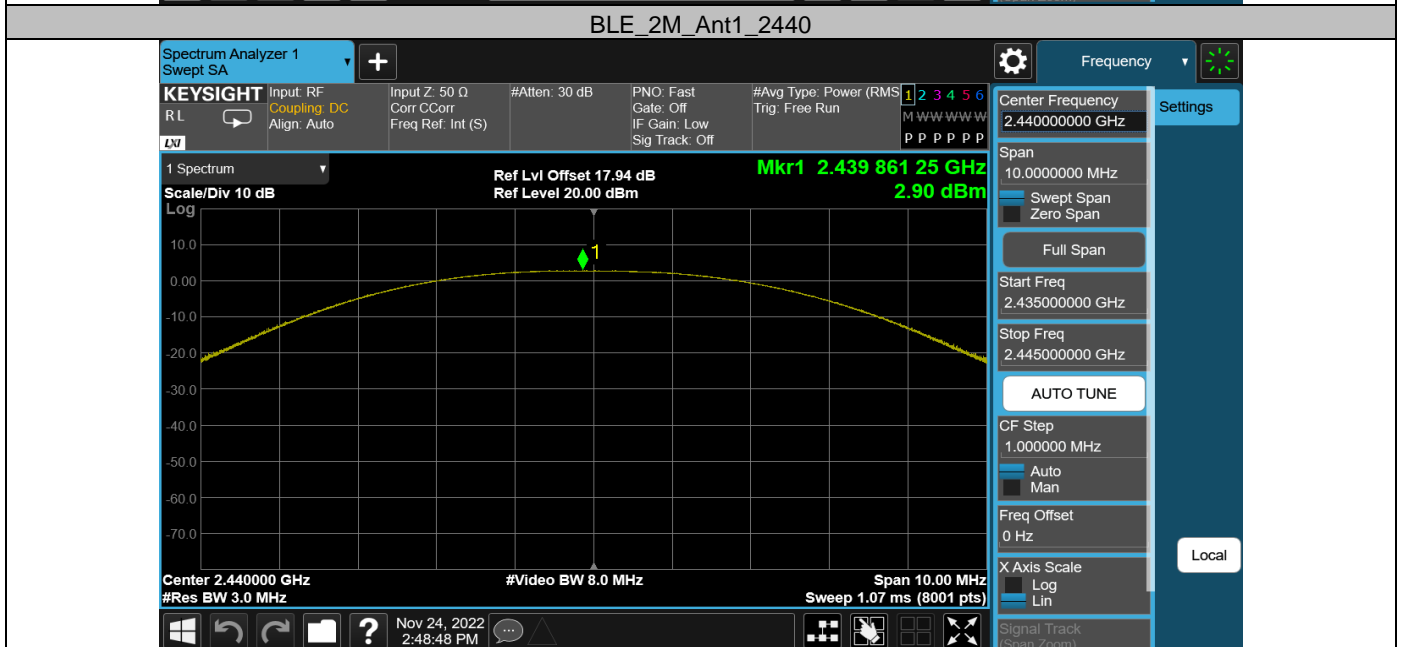 (Span Zoom)
BLE_2M_Ant1_2440
Spectrum Analyzer 1
Swept SA
Frequency
KEYSIGHT
RL
LXI
Input: RF
Coupling: DC
Align: Auto
Input Z: 50 Ω
Corr CCorr
Freq Ref: Int (S)
#Atten: 30 dB
PNO: Fast
Gate: Off
IF Gain: Low
Sig Track: Off
#Avg Type: Power (RMS
Trig: Free Run
1 2 3 4 5 6
M W W W W W
P P P P P P
Center Frequency
2.440000000 GHz
Settings
Span
10.0000000 MHz
Swept Span
Zero Span
Full Span
Start Freq
2.435000000 GHz
Stop Freq
2.445000000 GHz
AUTO TUNE
CF Step
1.000000 MHz
Auto
Man
Freq Offset
0 Hz
X Axis Scale
Log
Lin
Signal Track
(Span Zoom)
Local
1 Spectrum
Scale/Div 10 dB
Log
Ref Lvl Offset 17.94 dB
Ref Level 20.00 dBm
Mkr1 2.439 861 25 GHz
2.90 dBm
1
10.0
0.00
-10.0
-20.0
-30.0
-40.0
-50.0
-60.0
-70.0
Center 2.440000 GHz
#Res BW 3.0 MHz
#Video BW 8.0 MHz
Span 10.00 MHz
Sweep 1.07 ms (8001 pts)
?
Nov 24, 2022
2:48:48 PM